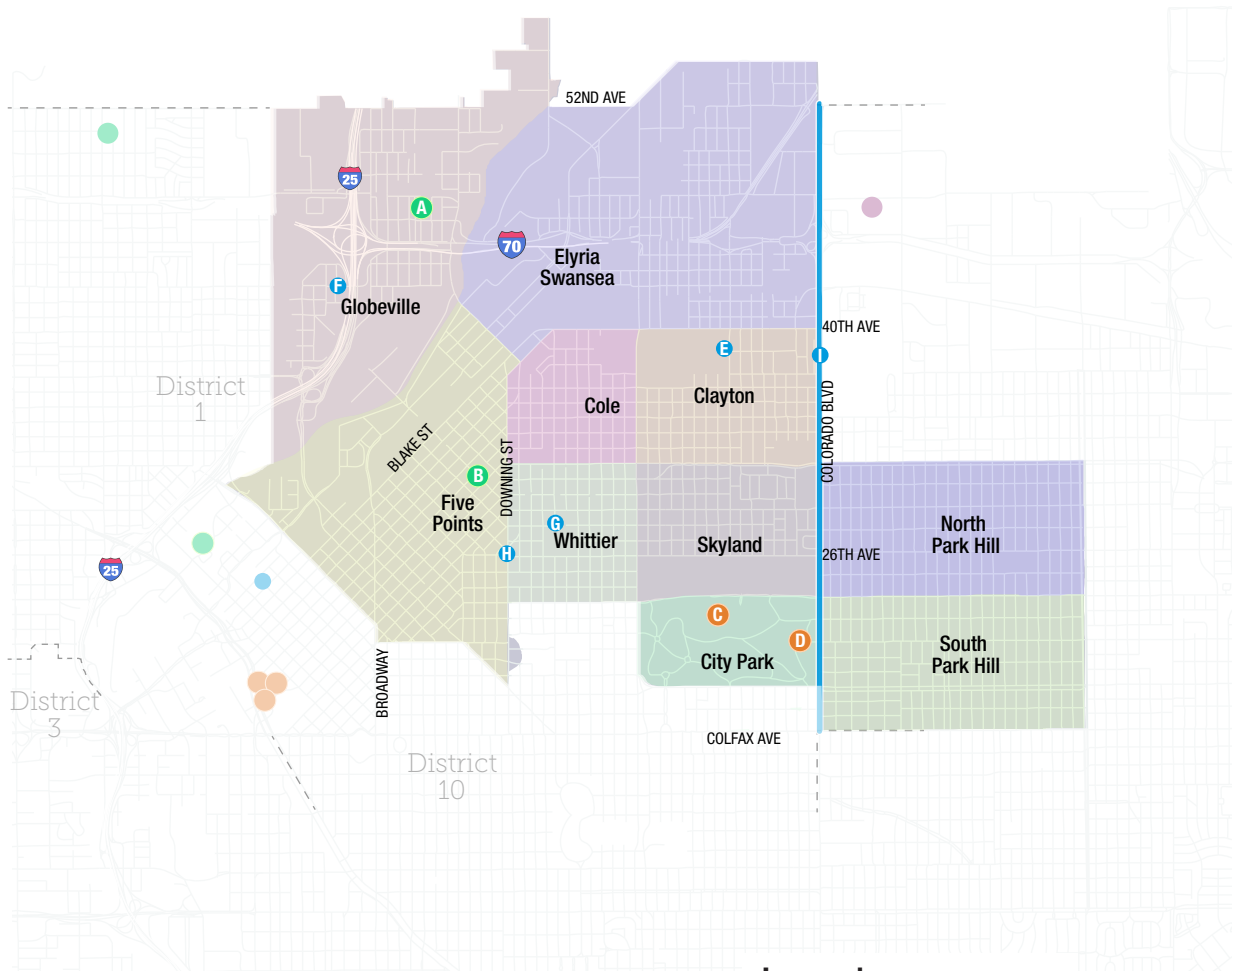 52ND AVE
25
A
70
Elyria
Swansea
F
Globeville
40TH AVE
E
I
District
1
Cole
Clayton
COLORADO BLVD
BLAKE ST
DOWNING ST
B
Five
Points
G
Whittier
H
Skyland
26TH AVE
North
Park Hill
25
C
D
City Park
South
Park Hill
BROADWAY
District
3
COLFAX AVE
District
10